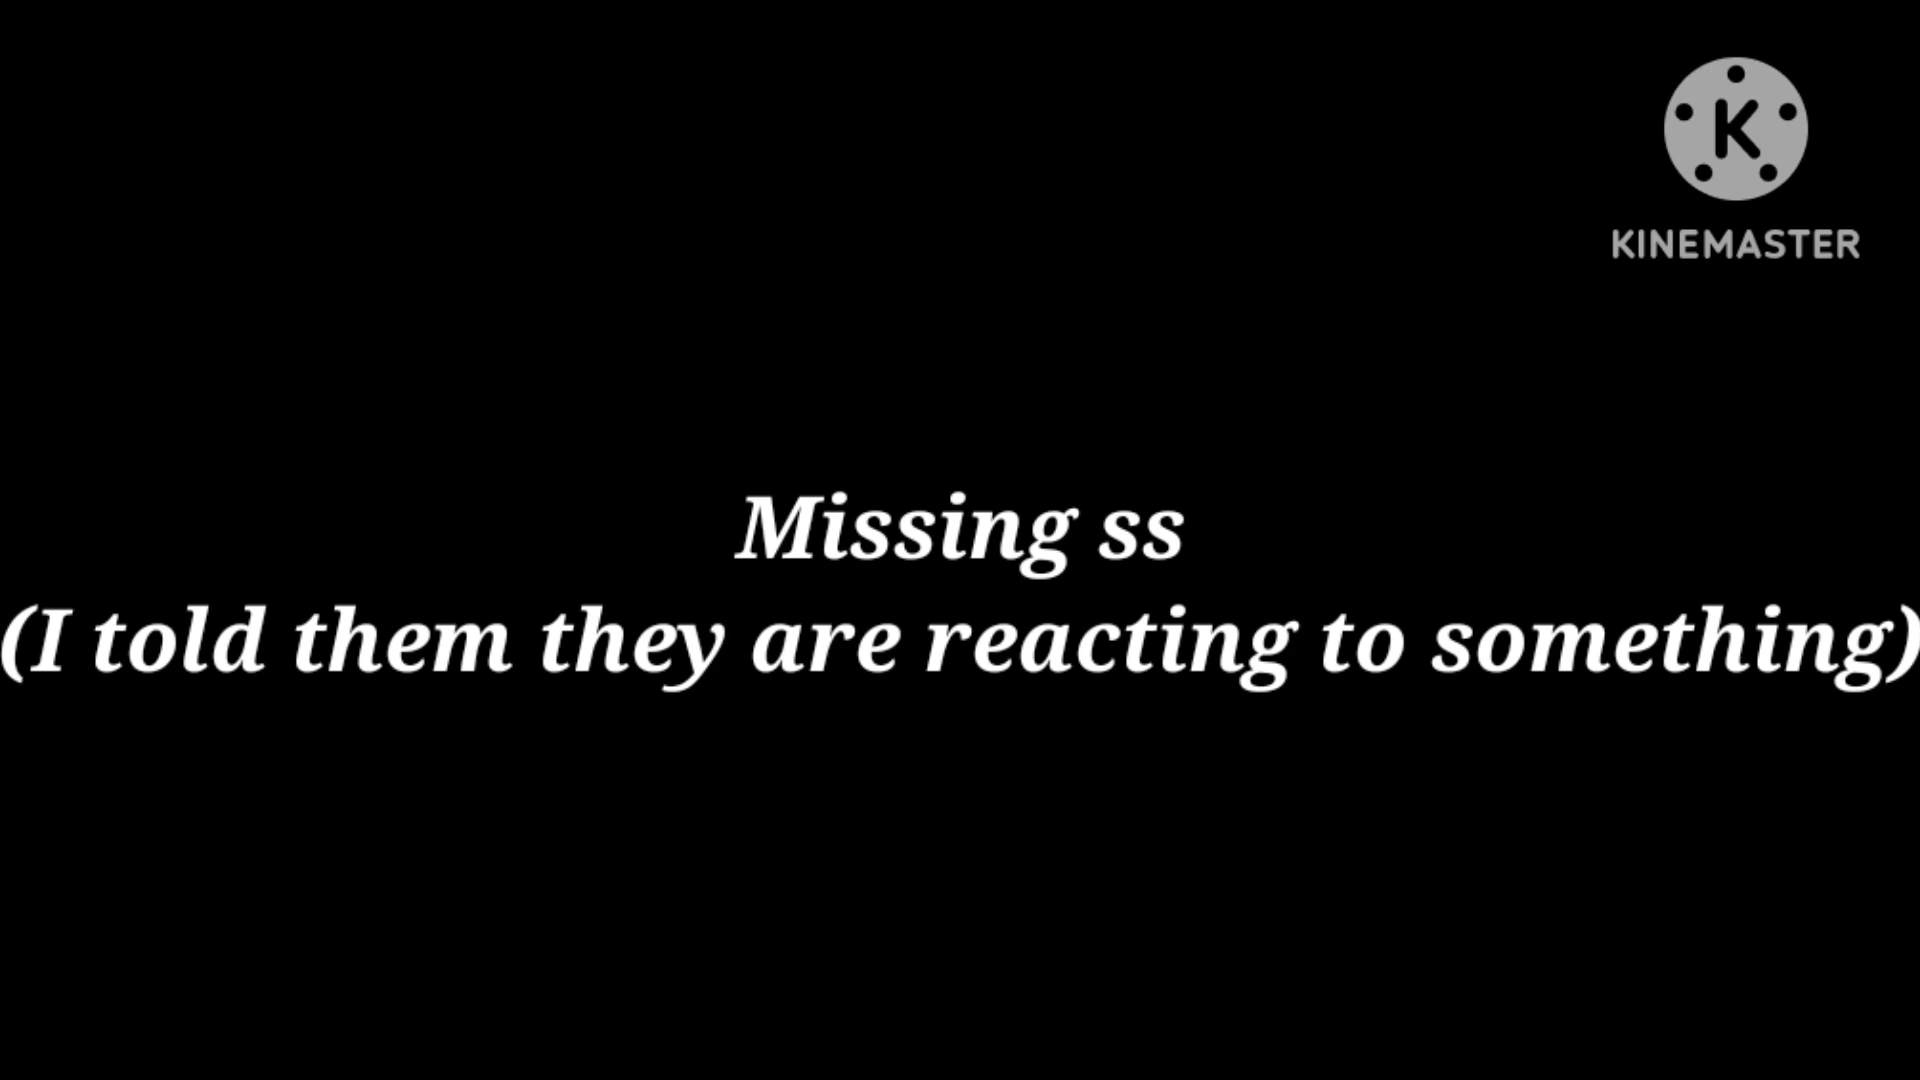 K
KINEMASTER
Missing ss
(I told them they are reacting to something)